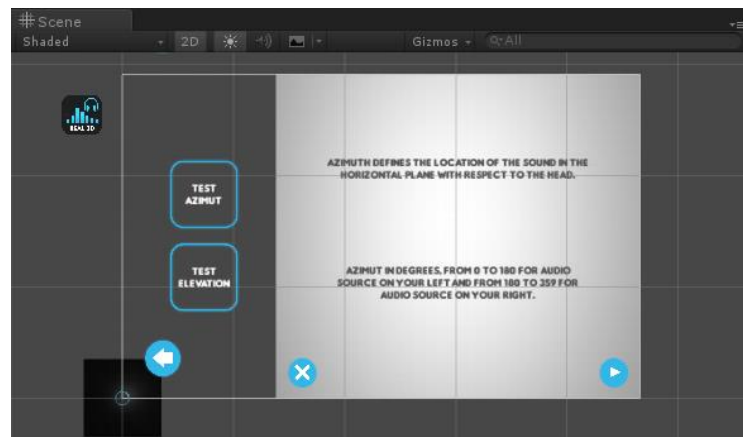 Scene
Shaded
2D
Gizmos
All
REAL 3D
TEST
AZIMUT
TEST
ELEVATION
AZIMUTH DEFINES THE LOCATION OF THE SOUND IN THE
HORIZONTAL PLANE WITH RESPECT TO THE HEAD.
AZIMUT IN DEGREES, FROM 0 TO 180 FOR AUDIO
SOURCE ON YOUR LEFT AND FROM 180 TO 359 FOR
AUDIO SOURCE ON YOUR RIGHT.